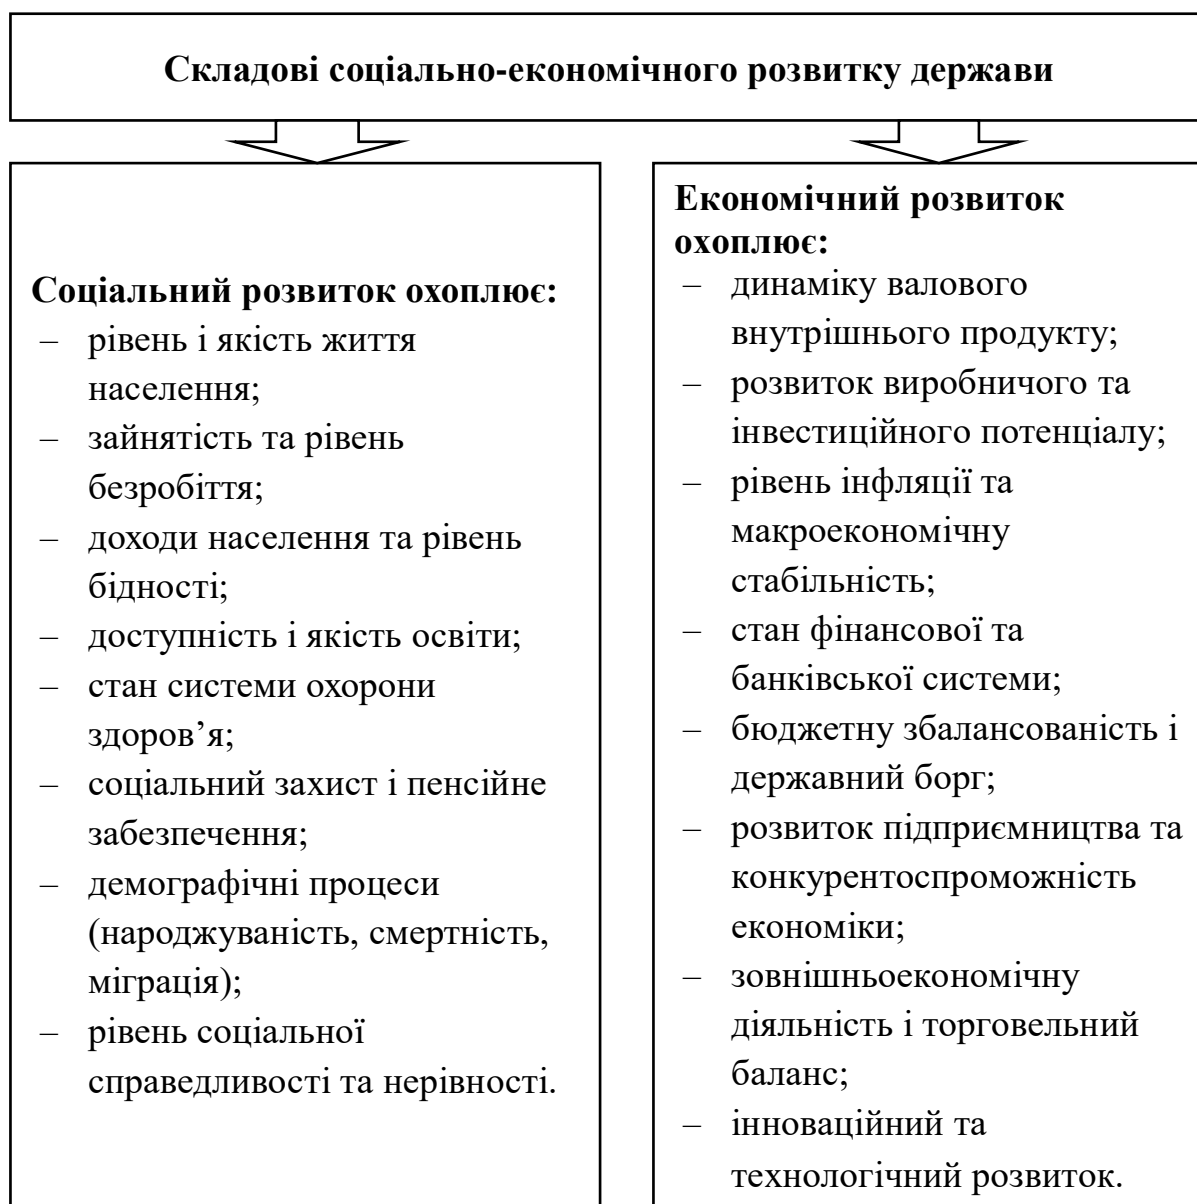 Складові соціально-економічного розвитку держави
Соціальний розвиток охоплює:
– рівень і якість життя
населення;
– зайнятість та рівень
безробіття;
– доходи населення та рівень
бідності;
– доступність і якість освіти;
– стан системи охорони
здоров’я;
– соціальний захист і пенсійне
забезпечення;
– демографічні процеси
(народжуваність, смертність,
міграція);
– рівень соціальної
справедливості та нерівності.
Економічний розвиток
охоплює:
– динаміку валового
внутрішнього продукту;
– розвиток виробничого та
інвестиційного потенціалу;
– рівень інфляції та
макроекономічну
стабільність;
– стан фінансової та
банківської системи;
– бюджетну збалансованість і
державний борг;
– розвиток підприємництва та
конкурентоспроможність
економіки;
– зовнішньоекономічну
діяльність і торговельний
баланс;
– інноваційний та
технологічний розвиток.